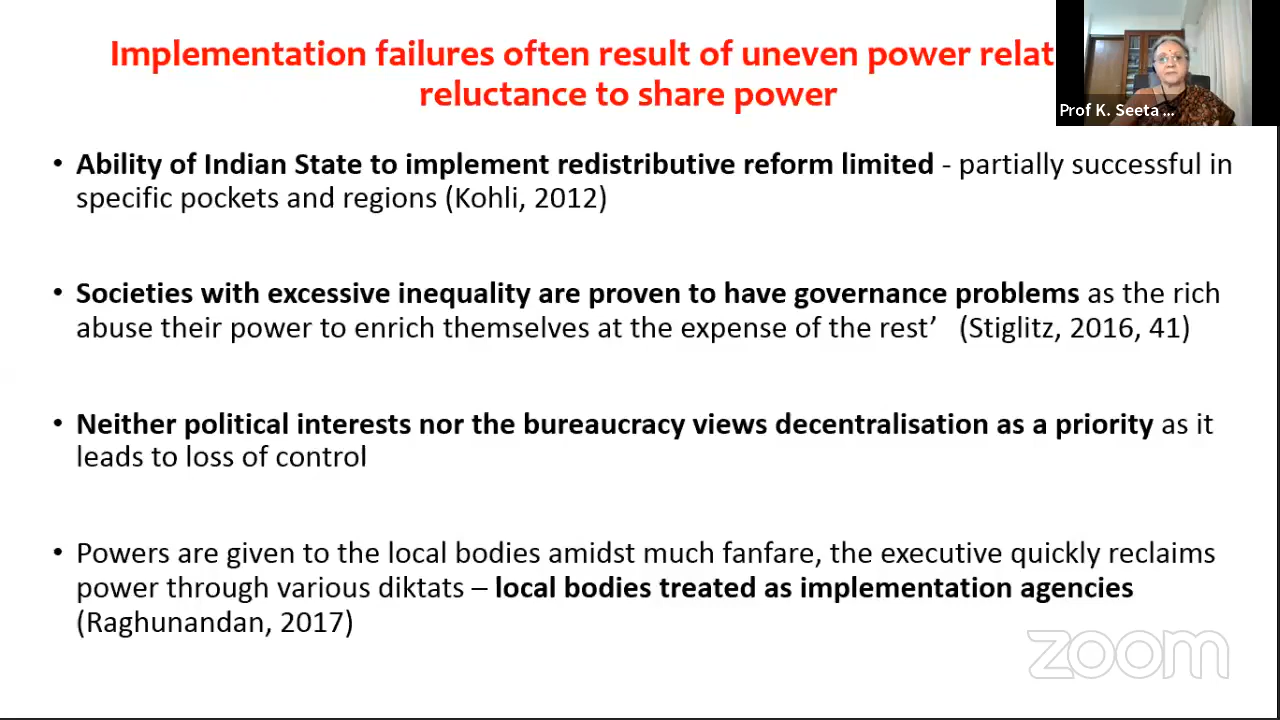 Implementation failures often result of uneven power relat
reluctance to share power
Prof K. Seeta ...
• Ability of Indian State to implement redistributive reform limited - partially successful in
specific pockets and regions (Kohli, 2012)
• Societies with excessive inequality are proven to have governance problems as the rich
abuse their power to enrich themselves at the expense of the rest’ (Stiglitz, 2016, 41)
• Neither political interests nor the bureaucracy views decentralisation as a priority as it
leads to loss of control
• Powers are given to the local bodies amidst much fanfare, the executive quickly reclaims
power through various diktats – local bodies treated as implementation agencies
(Raghunandan, 2017)
zoom